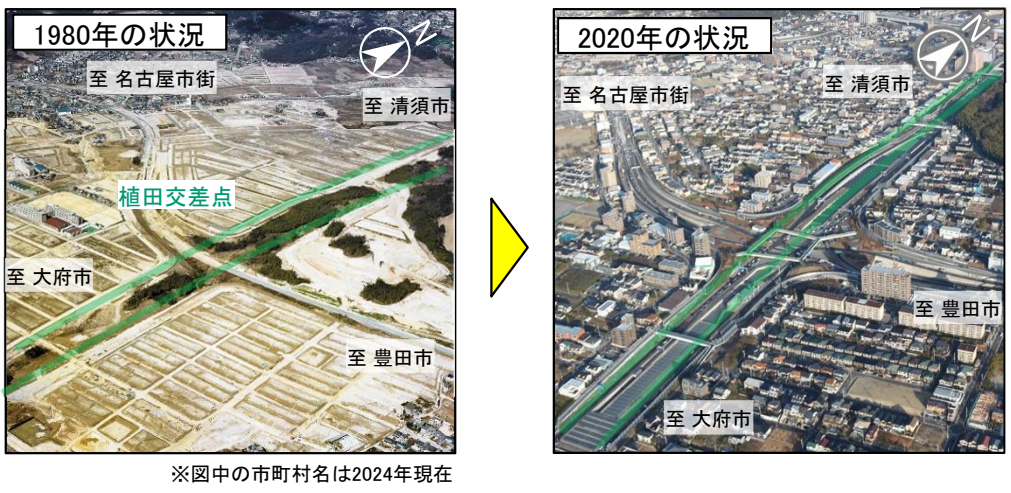 1980年の状況
N
至 名古屋市街
至 清須市
植田交差点
至 大府市
至 豊田市
2020年の状況
N
至 清須市
至 名古屋市街
至 豊田市
至 大府市
※図中の市町村名は2024年現在